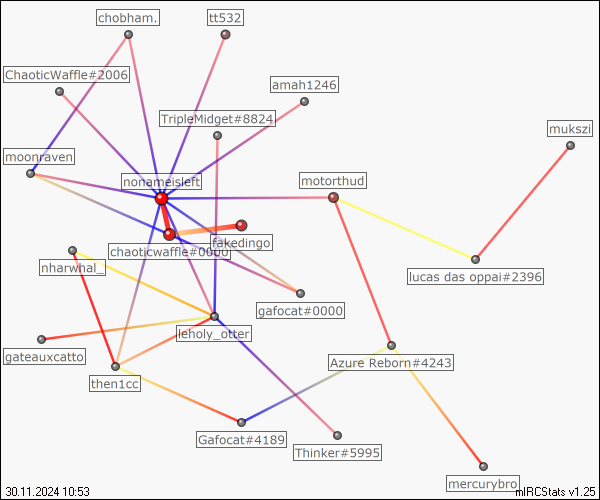 chobham.
tt532
ChaoticWaffle#2006
amah1246
TripleMidget#8824
mukszi
moonraven
nonameisleft
motorthud
fakedingo
chaoticwaffle#0000
nharwhal_
lucas das oppai#2396
gafocat#0000
leholy_otter
gateauxcatto
Azure Reborn#4243
then1cc
Gafocat#4189
Thinker#5995
mercurybro
30.11.2024 10:53
mIRCStats v1.25